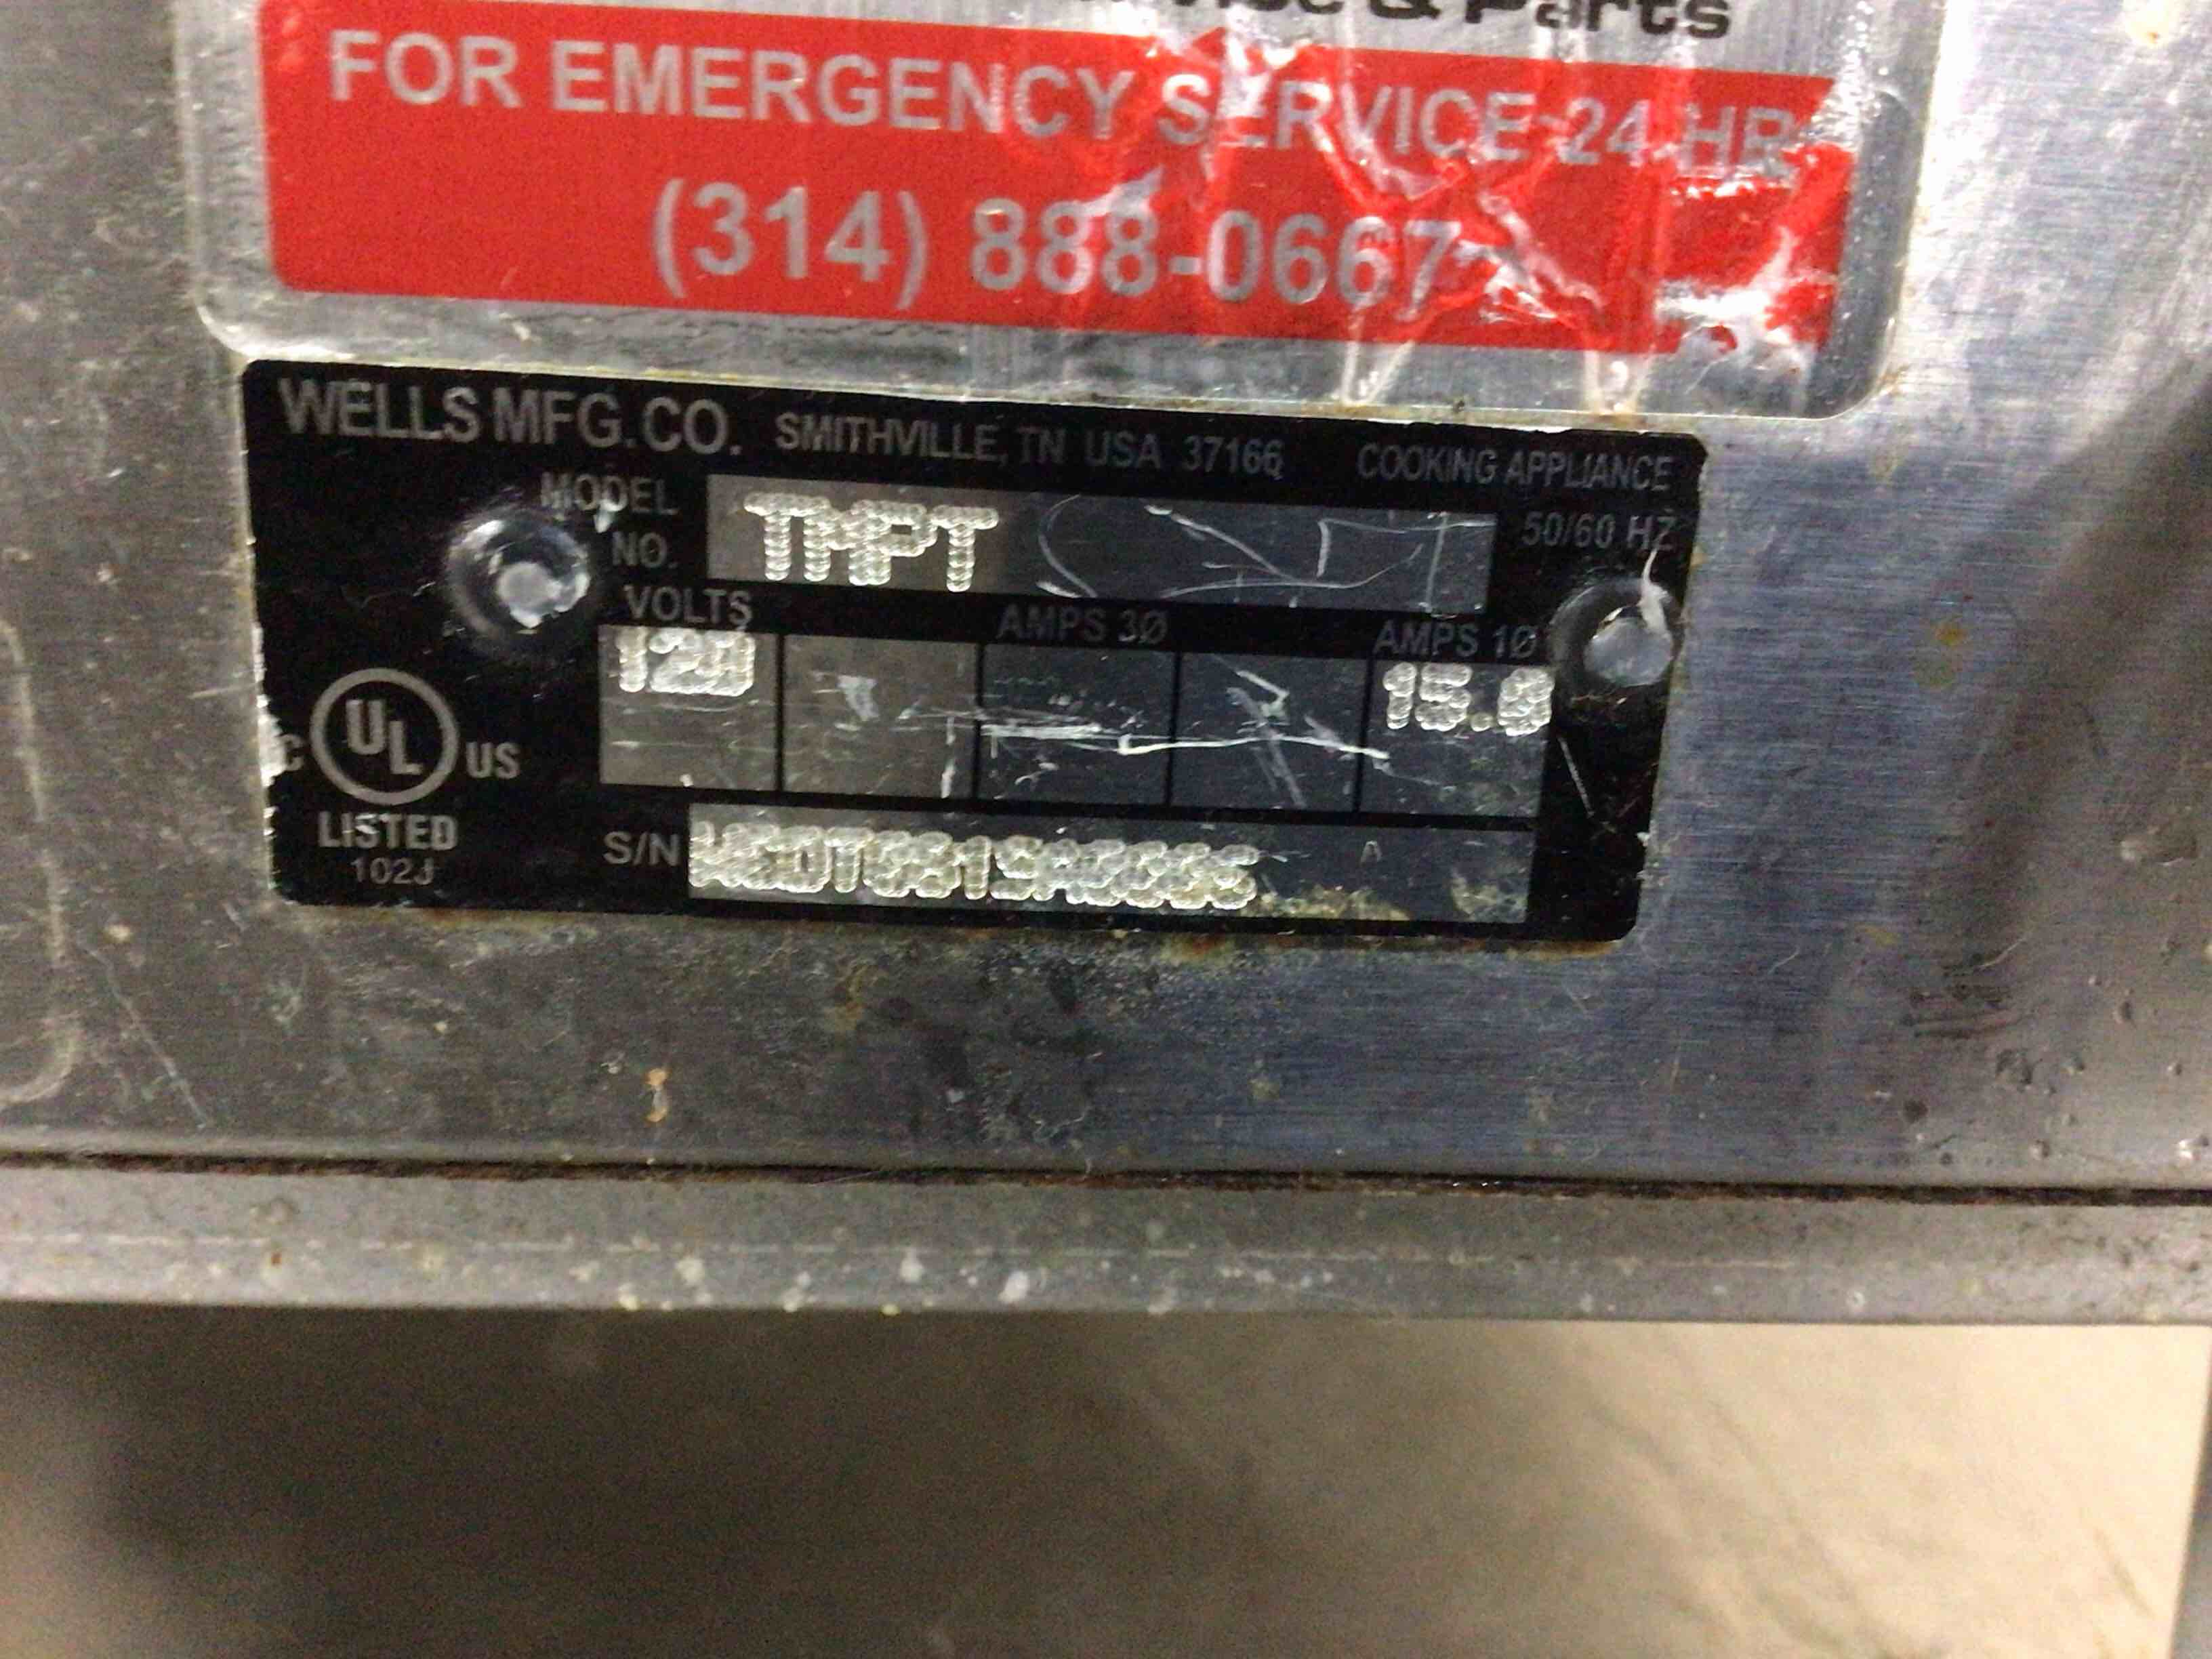 & Parts
FOR EMERGENCY SERVICE 24 HR
(314) 888-0667
WELLS MFG. CO. SMITHVILLE, TN USA 37166 COOKING APPLIANCE
MODEL NO. TMPT 50/60 HZ
VOLTS AMPS 3Ø AMPS 1Ø
120 15.0
C UL US
LISTED
102J
S/N